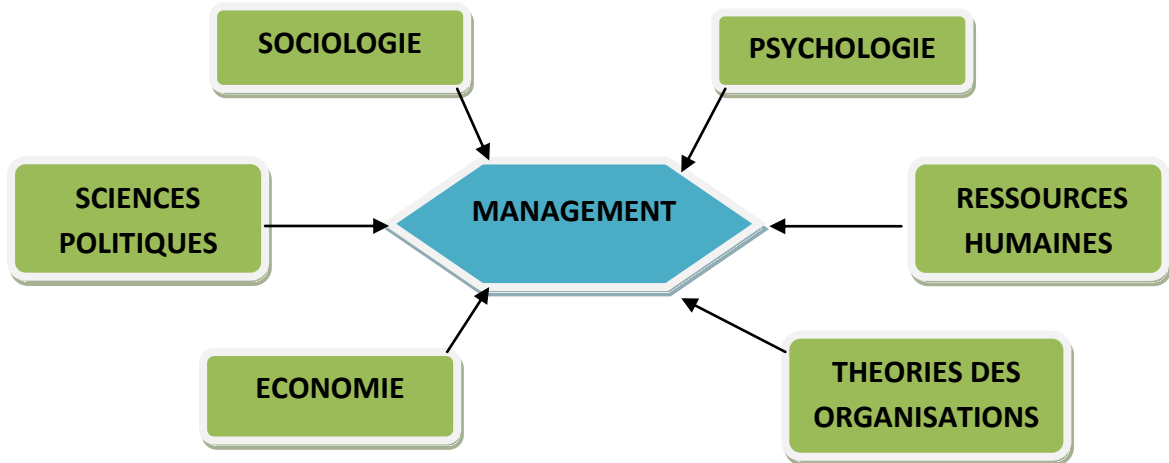 SOCIOLOGIE
PSYCHOLOGIE
SCIENCES
POLITIQUES
MANAGEMENT
RESSOURCES
HUMAINES
ECONOMIE
THEORIES DES
ORGANISATIONS